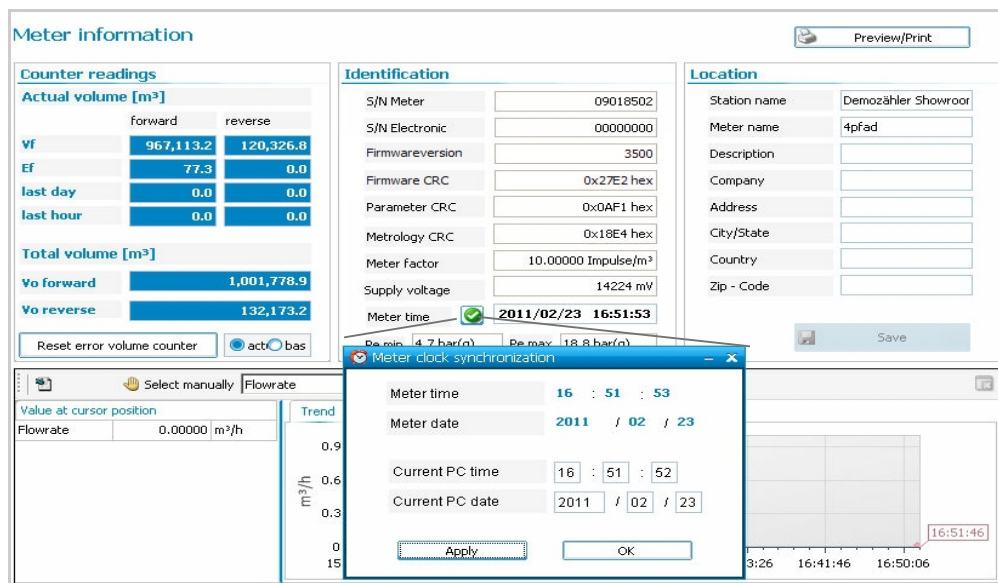 Meter information
Preview/Print
Counter readings
Actual volume [m³]
forward reverse
Vf 967,113.2 120,326.8
Ef 77.3 0.0
last day 0.0 0.0
last hour 0.0 0.0
Total volume [m³]
Vo forward 1,001,778.9
Vo reverse 132,173.2
Reset error volume counter
act bas
Identification
S/N Meter 09018502
S/N Electronic 00000000
Firmwareversion 3500
Firmware CRC 0x27E2 hex
Parameter CRC 0x0AF1 hex
Metrology CRC 0x18E4 hex
Meter factor 10.00000 Impulse/m³
Supply voltage 14224 mV
Meter time 2011/02/23 16:51:53
Pe min 4.7 bar(g) Pe max 18.8 bar(g)
Location
Station name Demozähler Showroor
Meter name 4pfad
Description
Company
Address
City/State
Country
Zip - Code
Save
Select manually Flowrate
Value at cursor position
Flowrate 0.00000 m³/h
Trend
m³/h
0.9
0.6
0.3
0
15
3:26 16:41:46 16:50:06
16:51:46
Meter clock synchronization
Meter time 16 : 51 : 53
Meter date 2011 / 02 / 23
Current PC time 16 : 51 : 52
Current PC date 2011 / 02 / 23
Apply OK